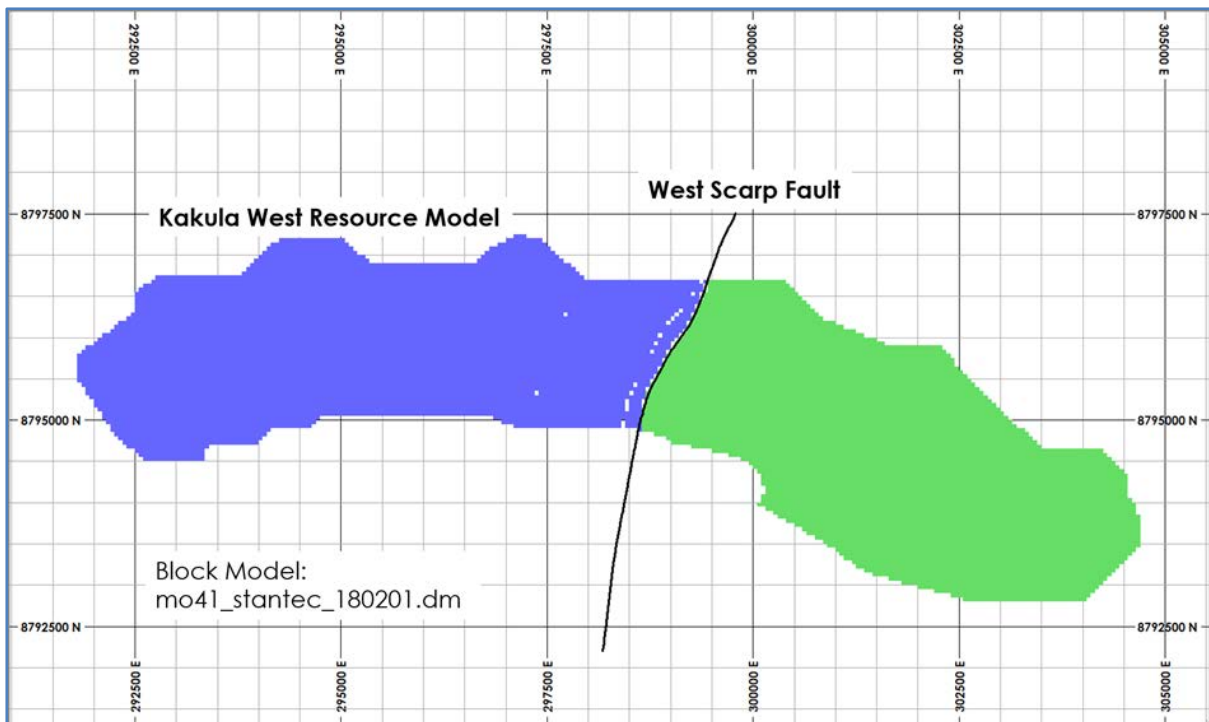 292500 E
295000 E
297500 E
300000 E
302500 E
305000 E
West Scarp Fault
8797500 N
Kakula West Resource Model
8797500 N
8795000 N
8795000 N
Block Model:
mo41_stantec_180201.dm
8792500 N
8792500 N
292500 E
295000 E
297500 E
300000 E
302500 E
305000 E